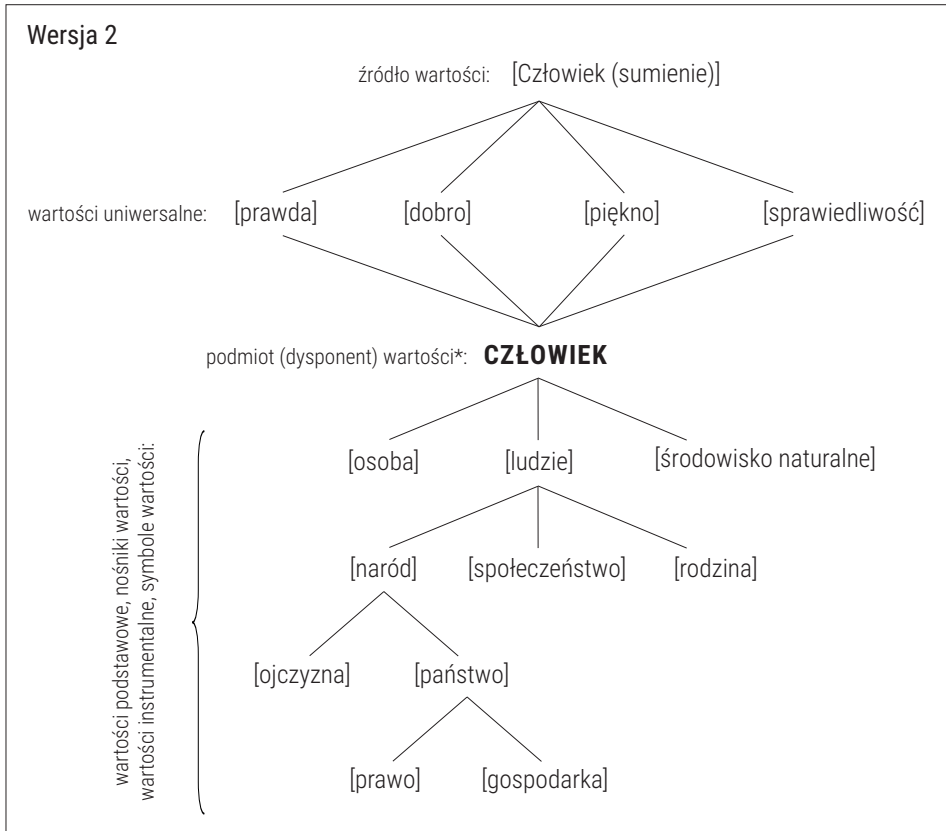 Wersja 2
źródło wartości: [Człowiek (sumienie)]
wartości uniwersalne: [prawda] [dobro] [piękno] [sprawiedliwość]
podmiot (dysponent) wartości*: CZŁOWIEK
wartości podstawowe, nośniki wartości,
wartości instrumentalne, symbole wartości:
[osoba] [ludzie] [środowisko naturalne]
[naród] [społeczeństwo] [rodzina]
[ojczyzna] [państwo]
[prawo] [gospodarka]